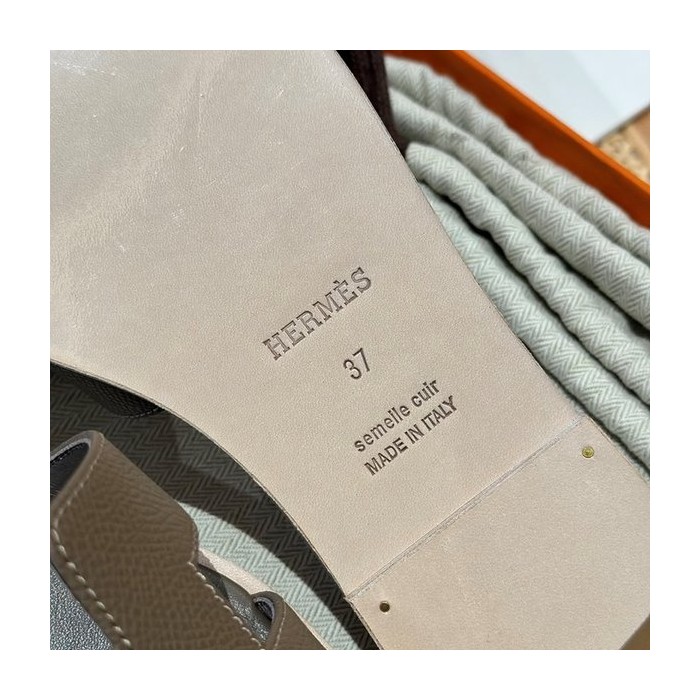 HERMÈS
37
semelle cuir
MADE IN ITALY